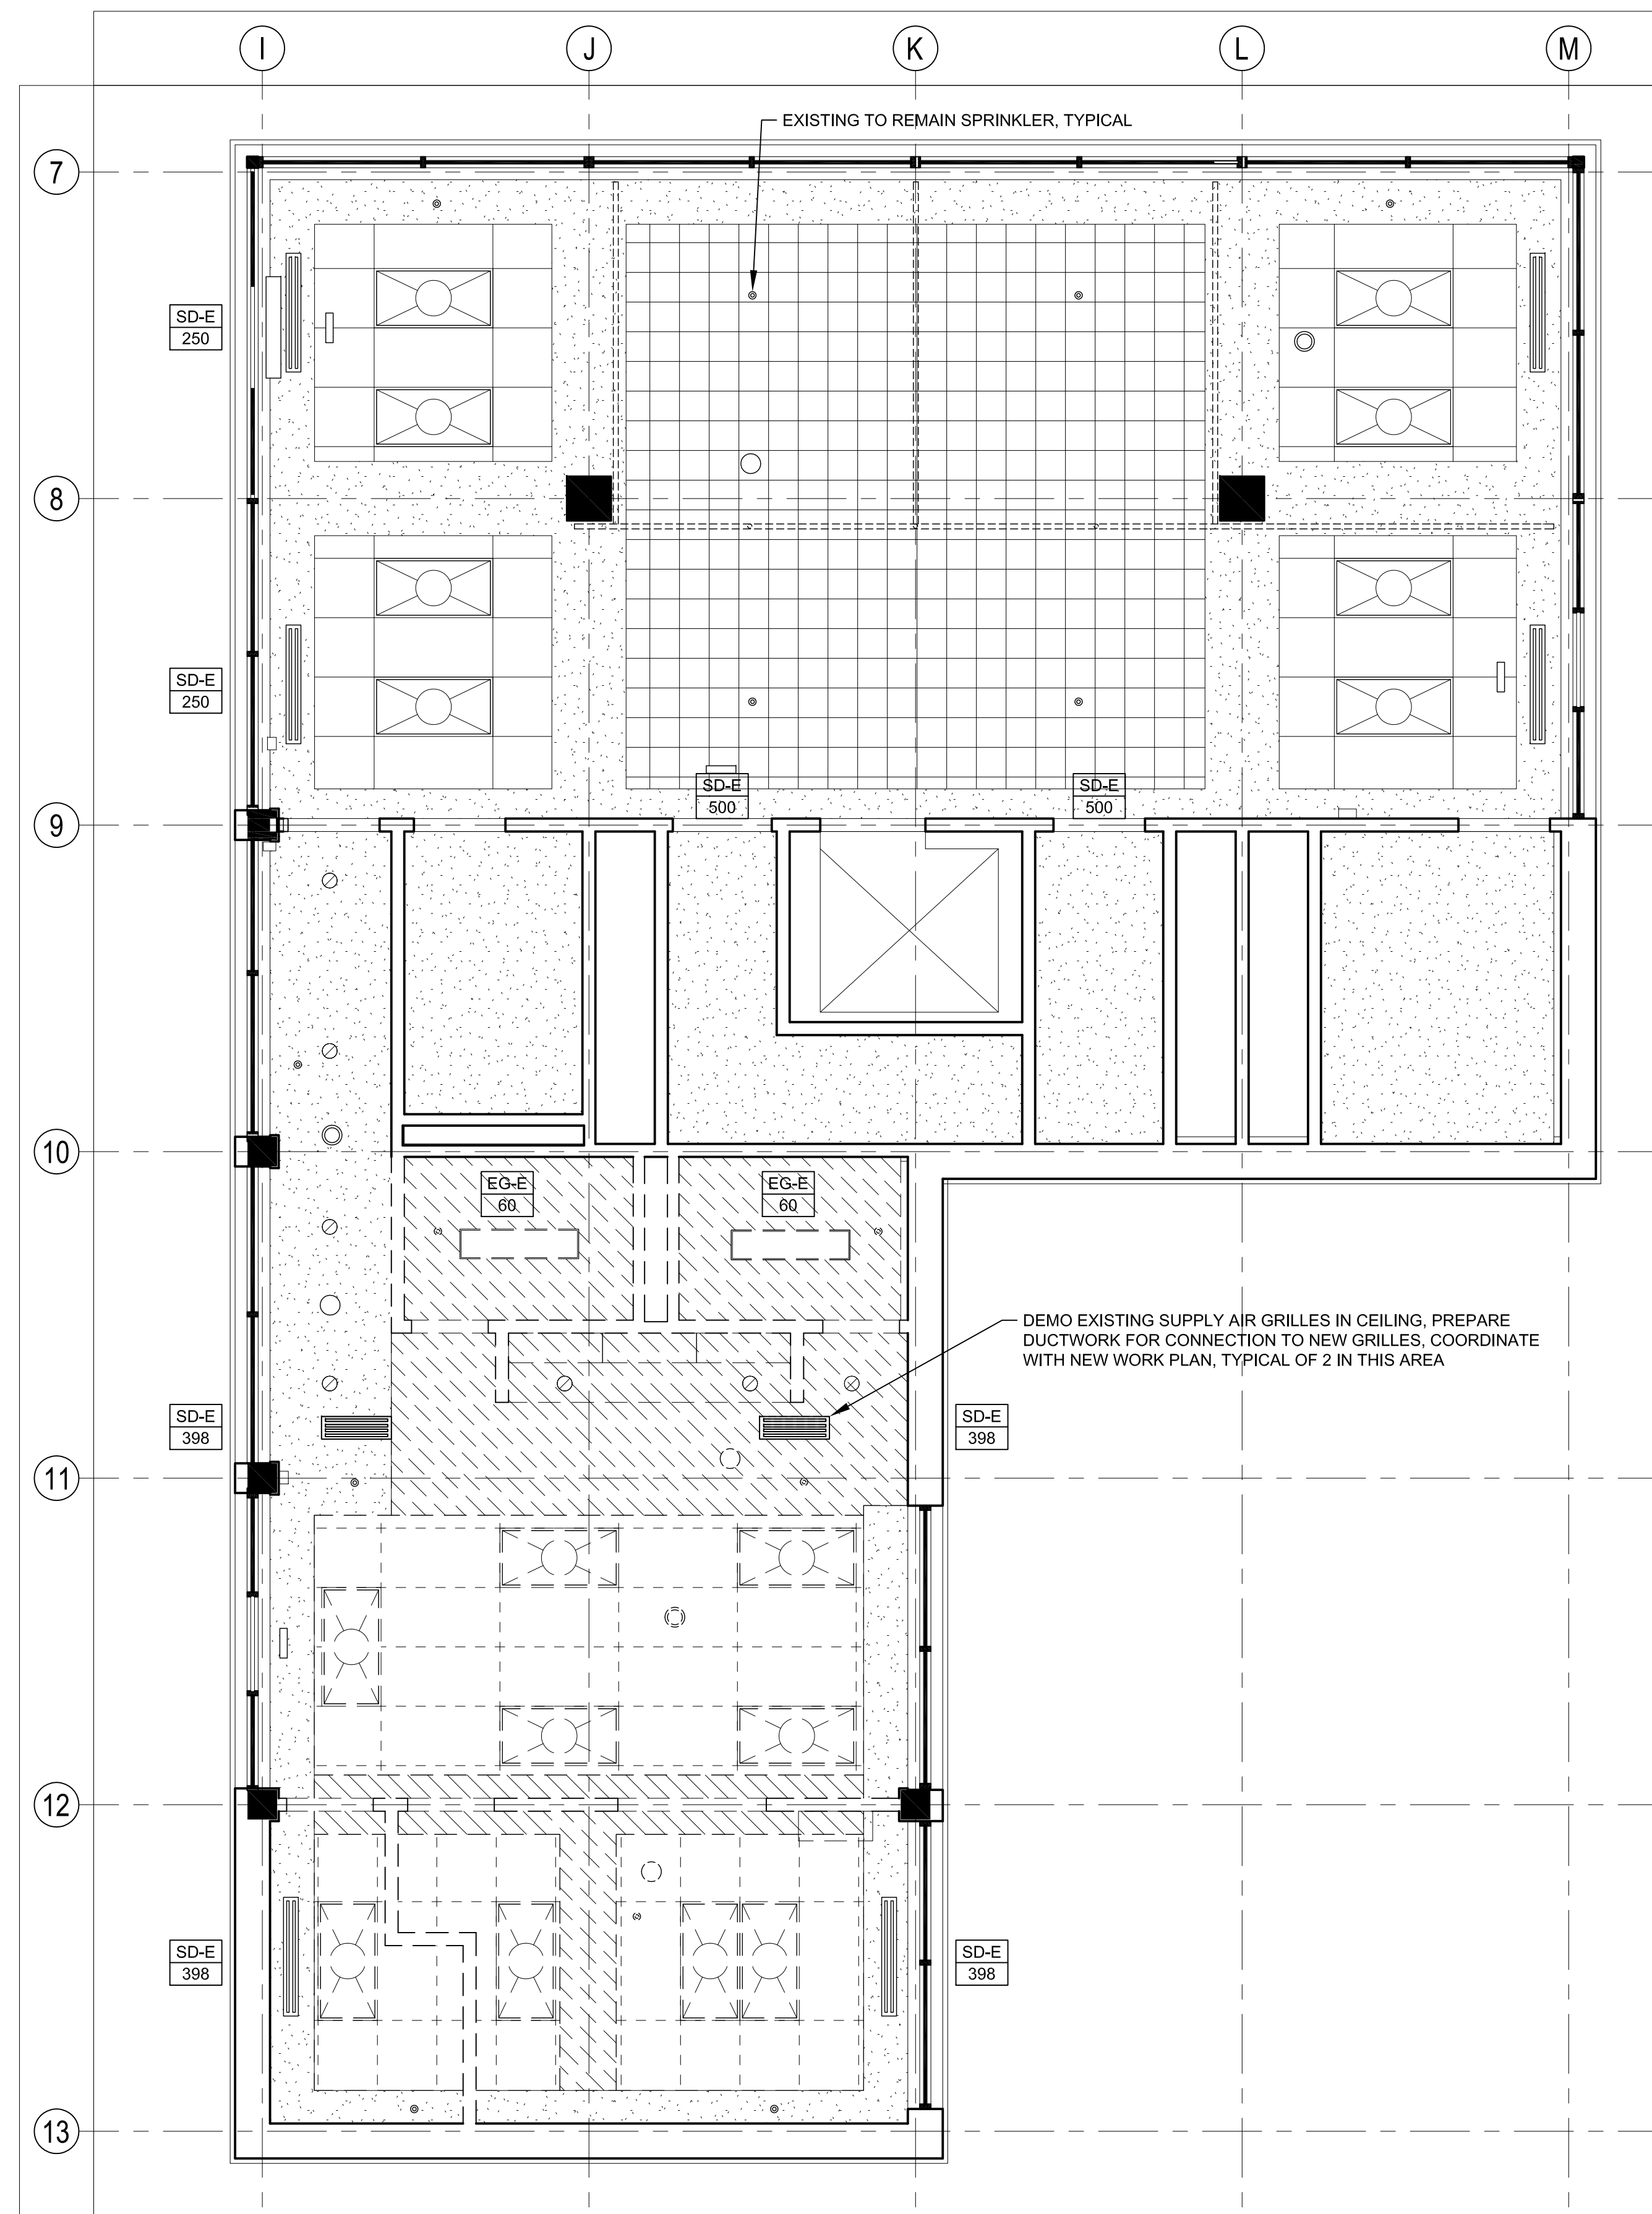 I
J
K
L
M
EXISTING TO REMAIN SPRINKLER, TYPICAL
7
SD-E
250
8
SD-E
250
SD-E
500
SD-E
500
9
10
EG-E
60
EG-E
60
DEMO EXISTING SUPPLY AIR GRILLES IN CEILING, PREPARE
DUCTWORK FOR CONNECTION TO NEW GRILLES, COORDINATE
WITH NEW WORK PLAN, TYPICAL OF 2 IN THIS AREA
SD-E
398
SD-E
398
11
12
SD-E
398
SD-E
398
13